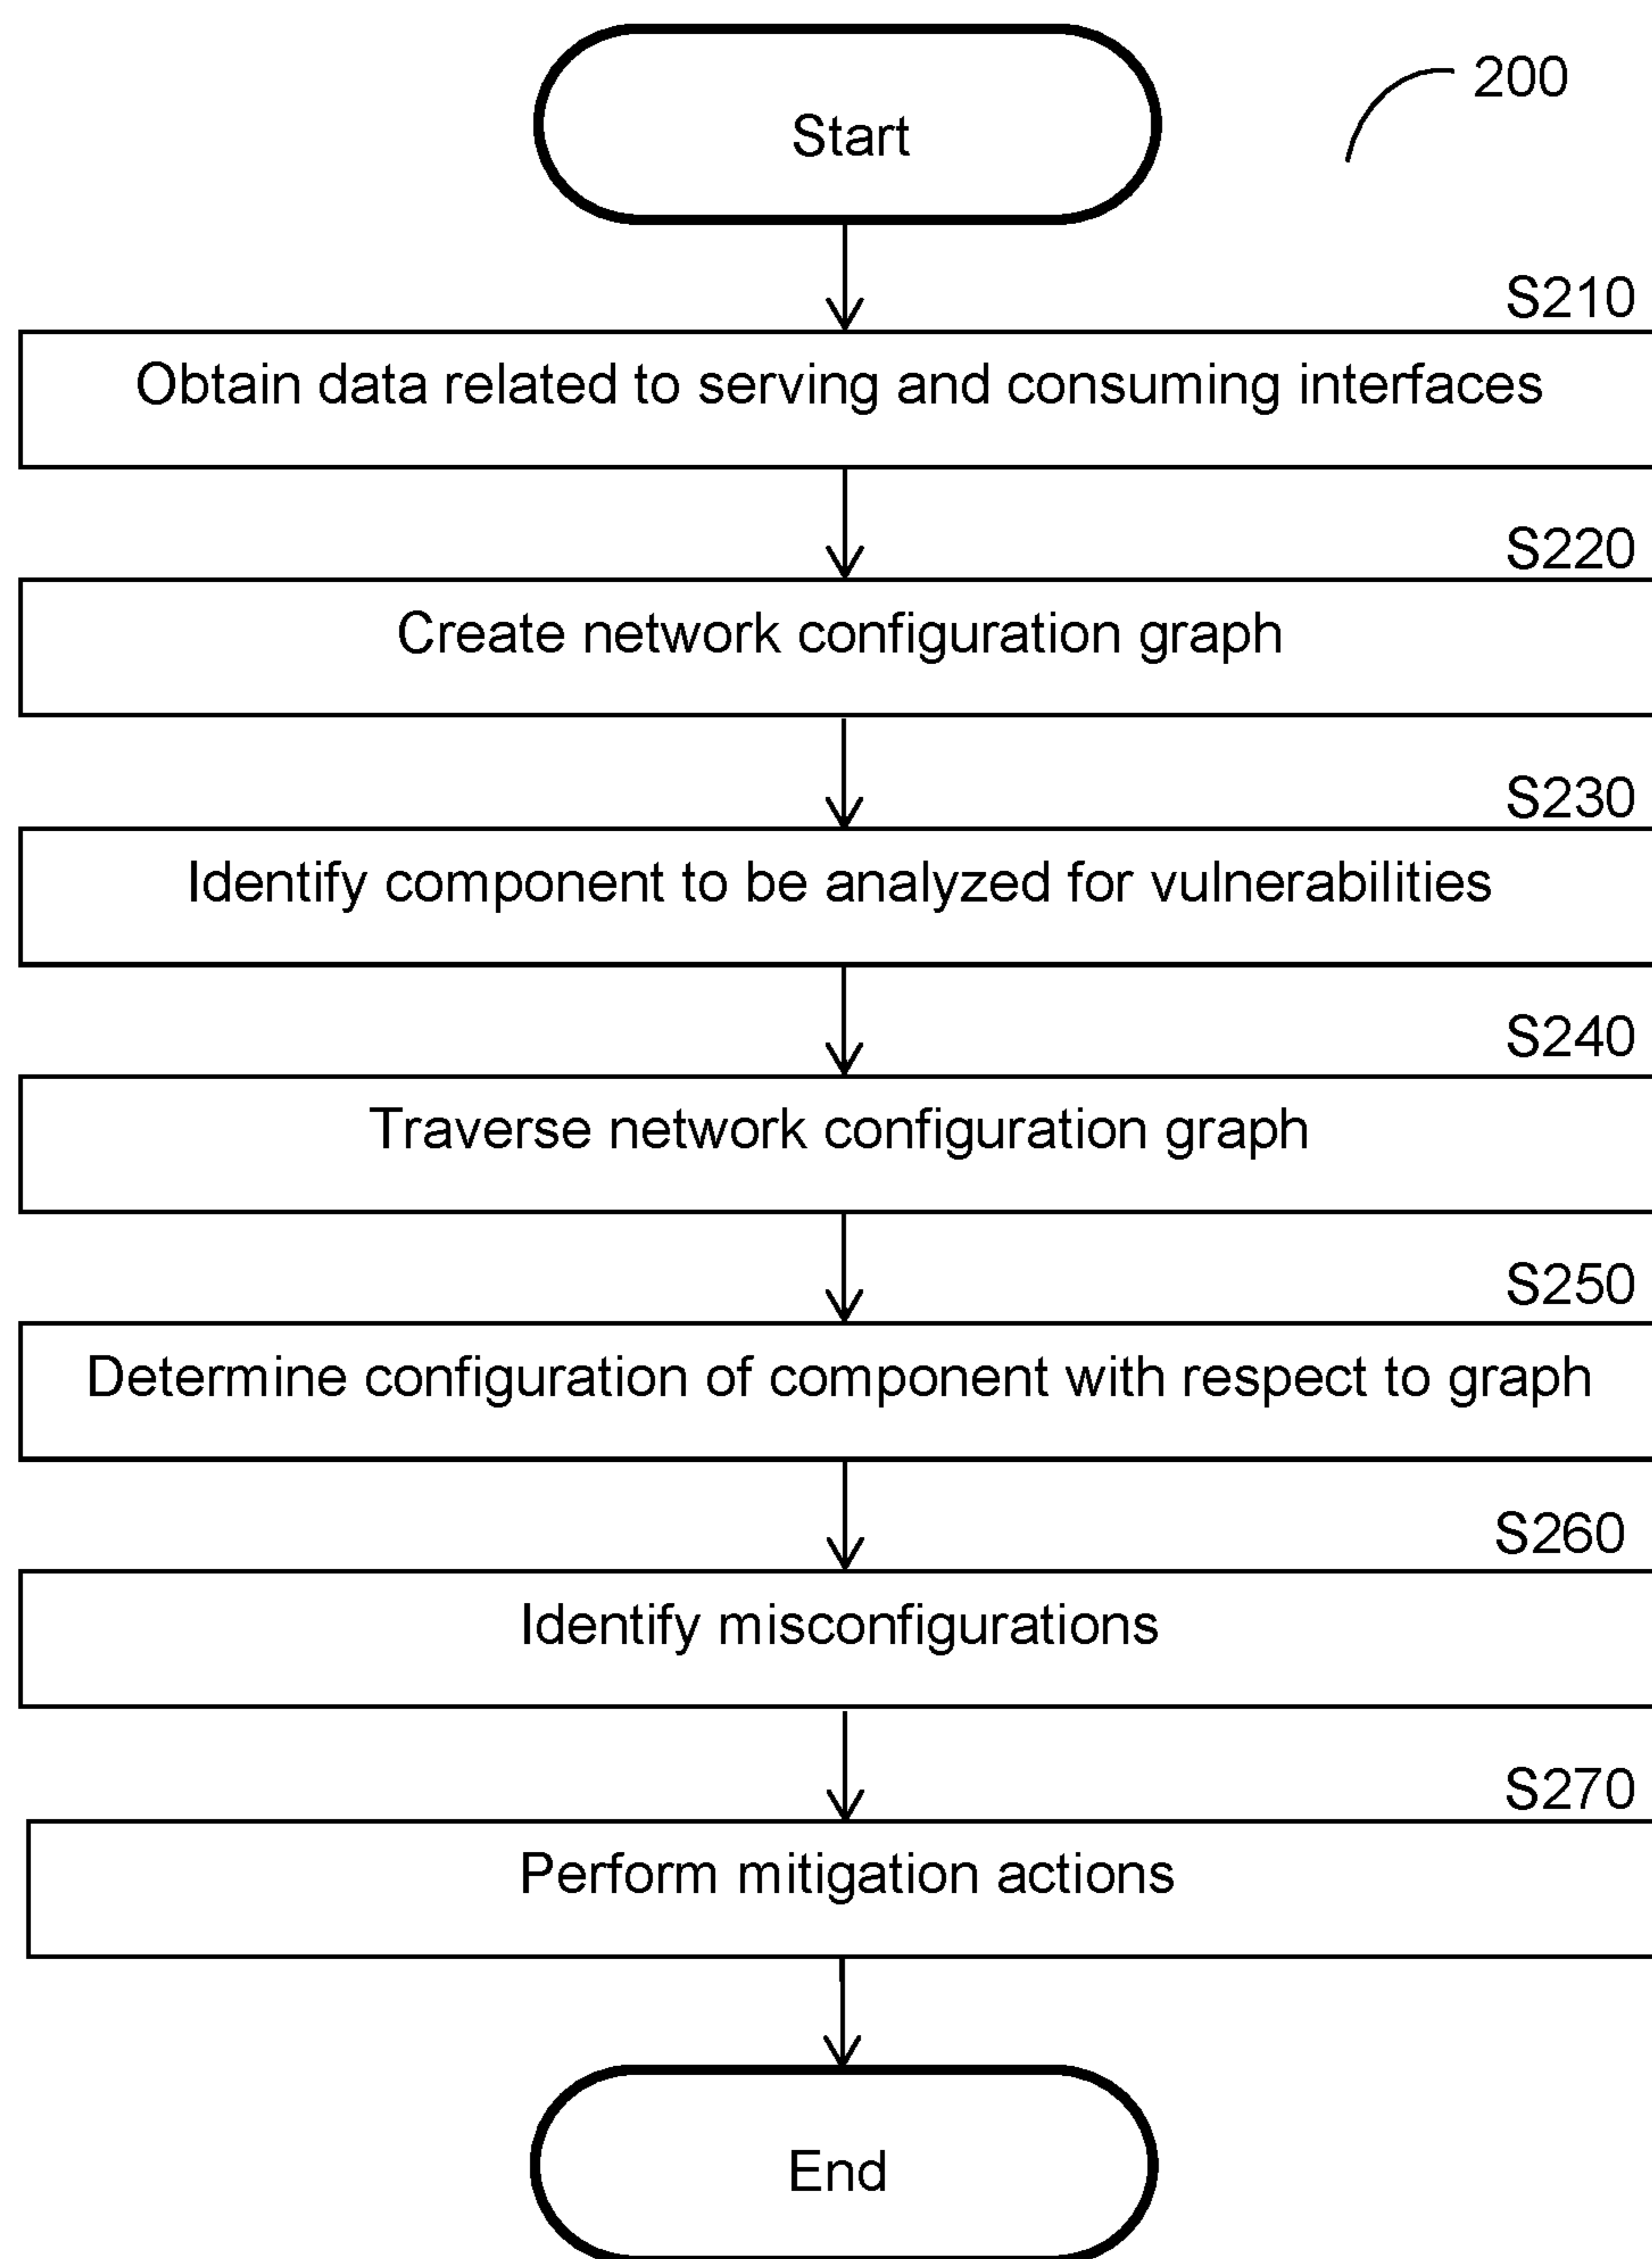 Start
200
S210
Obtain data related to serving and consuming interfaces
S220
Create network configuration graph
S230
Identify component to be analyzed for vulnerabilities
S240
Traverse network configuration graph
S250
Determine configuration of component with respect to graph
S260
Identify misconfigurations
S270
Perform mitigation actions
End